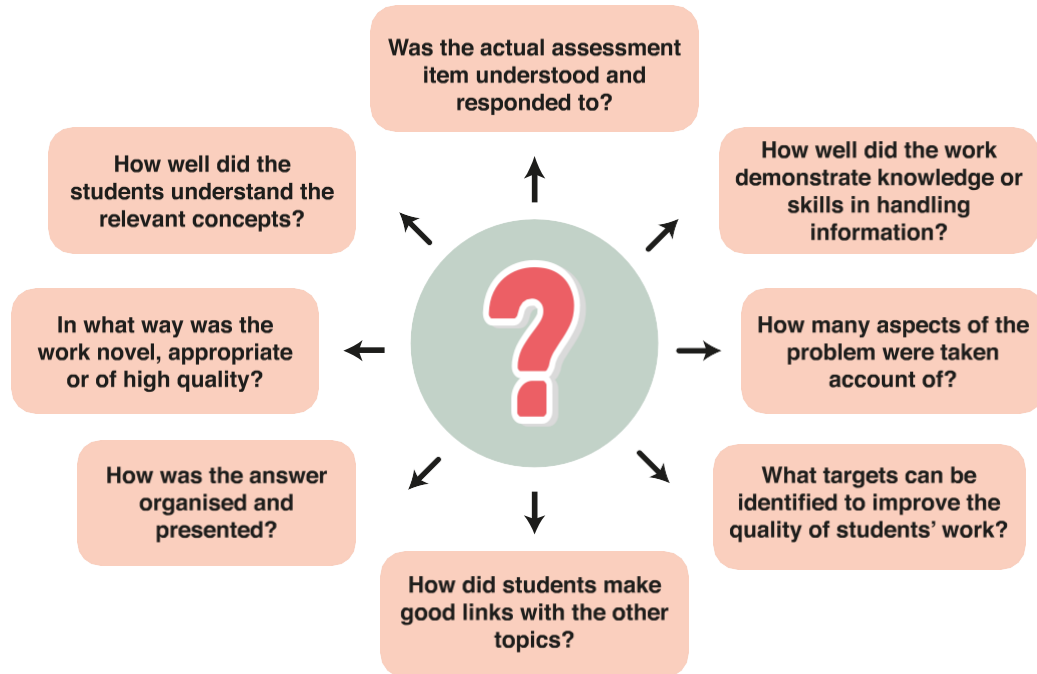 Was the actual assessment
item understood and
responded to?
How well did the work
demonstrate knowledge or
skills in handling
information?
How many aspects of the
problem were taken
account of?
What targets can be
identified to improve the
quality of students’ work?
How did students make
good links with the other
topics?
How was the answer
organised and
presented?
In what way was the
work novel, appropriate
or of high quality?
How well did the
students understand the
relevant concepts?
?